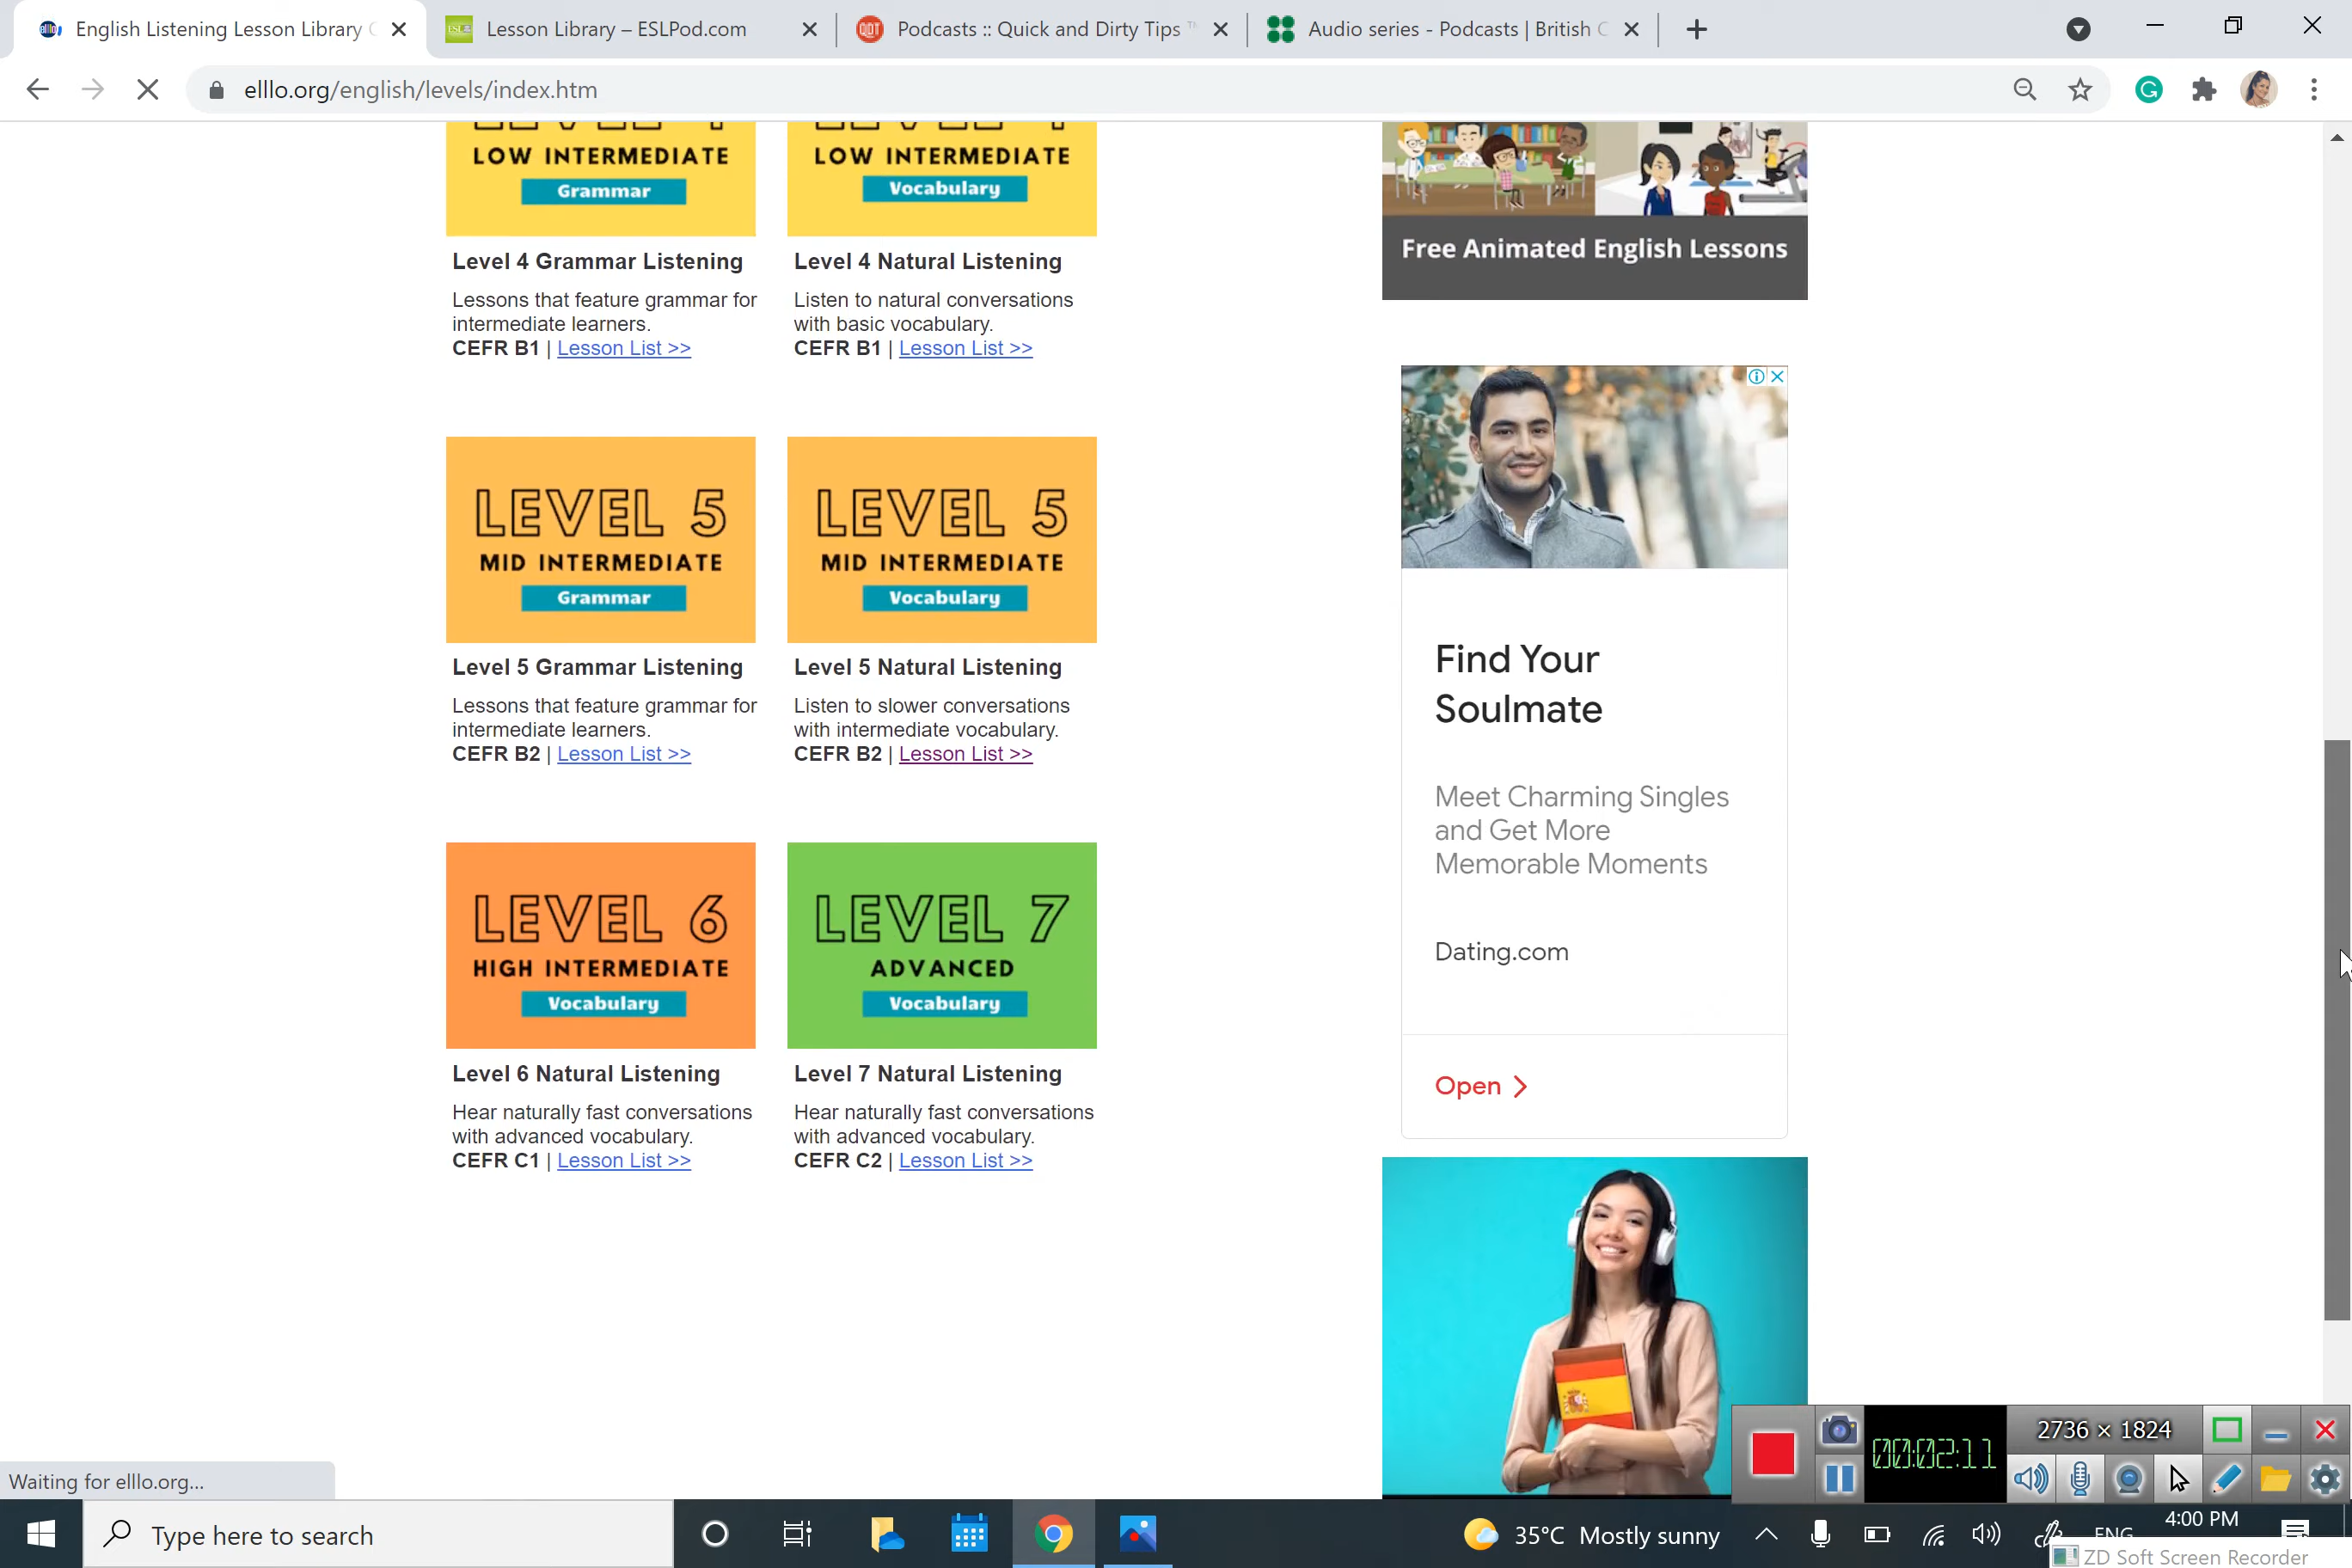 English Listening Lesson Library
Lesson Library – ESLPod.com
Podcasts :: Quick and Dirty Tips ™
Audio series - Podcasts | British C
elllo.org/english/levels/index.htm
LOW INTERMEDIATE
Grammar
LOW INTERMEDIATE
Vocabulary
Level 4 Grammar Listening
Lessons that feature grammar for
intermediate learners.
CEFR B1 | Lesson List >>
Level 4 Natural Listening
Listen to natural conversations
with basic vocabulary.
CEFR B1 | Lesson List >>
LEVEL 5
MID INTERMEDIATE
Grammar
LEVEL 5
MID INTERMEDIATE
Vocabulary
Level 5 Grammar Listening
Lessons that feature grammar for
intermediate learners.
CEFR B2 | Lesson List >>
Level 5 Natural Listening
Listen to slower conversations
with intermediate vocabulary.
CEFR B2 | Lesson List >>
LEVEL 6
HIGH INTERMEDIATE
Vocabulary
LEVEL 7
ADVANCED
Vocabulary
Level 6 Natural Listening
Hear naturally fast conversations
with advanced vocabulary.
CEFR C1 | Lesson List >>
Level 7 Natural Listening
Hear naturally fast conversations
with advanced vocabulary.
CEFR C2 | Lesson List >>
Free Animated English Lessons
Find Your
Soulmate
Meet Charming Singles
and Get More
Memorable Moments
Dating.com
Open
2736 × 1824
00:02:11
Waiting for elllo.org...
Type here to search
35°C Mostly sunny
ENG
4:00 PM
ZD Soft Screen Recorder